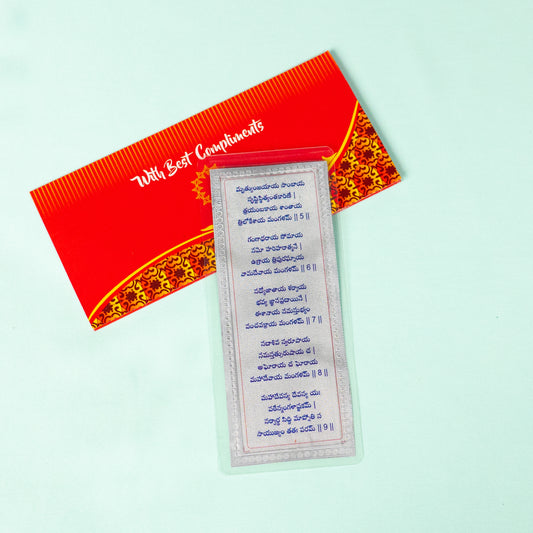 With Best Compliments
మృత్యుంజయాయ సాంబాయ
సృష్టిస్థిత్యంతకారిణే |
త్రయంబకాయ శాంతాయ
త్రిలోకేశాయ మంగళమ్ || 5 ||
గంగాధరాయ సోమాయ
నమో హరిహరాత్మనే |
ఉగ్రాయ త్రిపురఘ్నాయ
వామదేవాయ మంగళమ్ || 6 ||
సద్యోజాతాయ శర్వాయ
భవ్య జ్ఞానప్రదాయినే |
ఈశానాయ నమస్తుభ్యం
పంచవక్రాయ మంగళమ్ || 7 ||
సదాశివ స్వరూపాయ
నమస్తత్పురుషాయ చ |
అఘోరాయ చ ఘోరాయ
మహాదేవాయ మంగళమ్ || 8 ||
మహాదేవస్య దేవస్య యః
పఠేన్మంగళాష్టకమ్ |
సర్వార్థ సిద్ధి మాప్నోతి స
సాయుజ్యం తతః పరమ్ || 9 ||